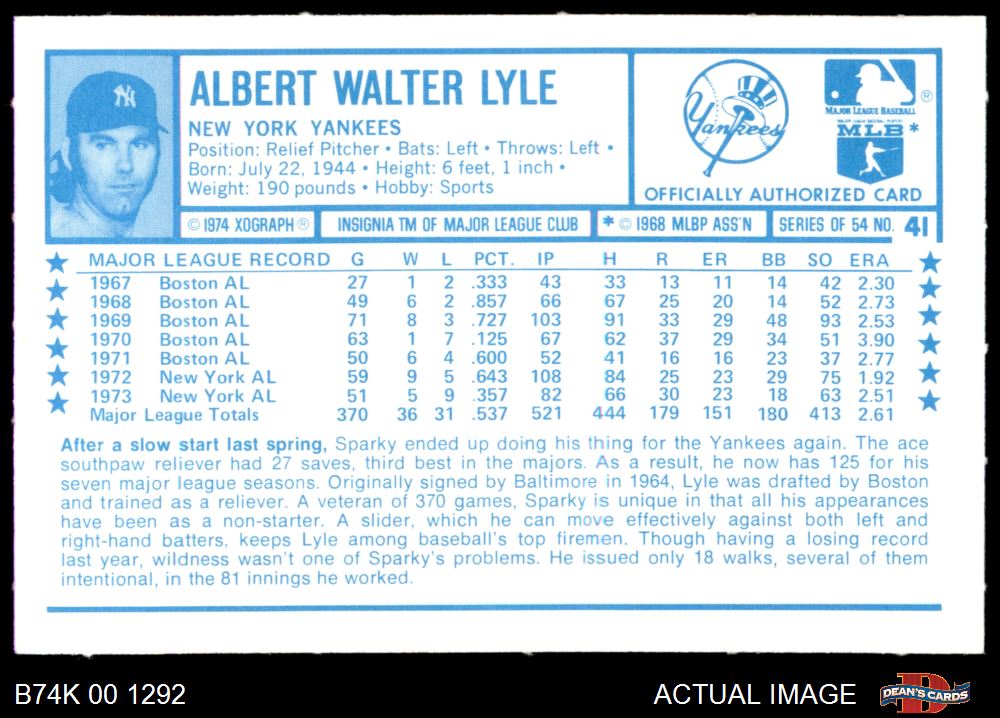 ALBERT WALTER LYLE
NEW YORK YANKEES
Position: Relief Pitcher • Bats: Left • Throws: Left •
Born: July 22, 1944 • Height: 6 feet, 1 inch •
Weight: 190 pounds • Hobby: Sports
NY
Yankees
MAJOR LEAGUE BASEBALL ®
MAJOR LEAGUE BASEBALL PLAYERS
MLB *
OFFICIALLY AUTHORIZED CARD
© 1974 XOGRAPH ® INSIGNIA TM OF MAJOR LEAGUE CLUB * © 1968 MLBP ASS'N SERIES OF 54 NO. 41
MAJOR LEAGUE RECORD G W L PCT. IP H R ER BB SO ERA
1967 Boston AL 27 1 2 .333 43 33 13 11 14 42 2.30
1968 Boston AL 49 6 2 .857 66 67 25 20 14 52 2.73
1969 Boston AL 71 8 3 .727 103 91 33 29 48 93 2.53
1970 Boston AL 63 1 7 .125 67 62 37 29 34 51 3.90
1971 Boston AL 50 6 4 .600 52 41 16 16 23 37 2.77
1972 New York AL 59 9 5 .643 108 84 25 23 29 75 1.92
1973 New York AL 51 5 9 .357 82 66 30 23 18 63 2.51
Major League Totals 370 36 31 .537 521 444 179 151 180 413 2.61
After a slow start last spring, Sparky ended up doing his thing for the Yankees again. The ace
southpaw reliever had 27 saves, third best in the majors. As a result, he now has 125 for his
seven major league seasons. Originally signed by Baltimore in 1964, Lyle was drafted by Boston
and trained as a reliever. A veteran of 370 games, Sparky is unique in that all his appearances
have been as a non-starter. A slider, which he can move effectively against both left and
right-hand batters, keeps Lyle among baseball's top firemen. Though having a losing record
last year, wildness wasn't one of Sparky's problems. He issued only 18 walks, several of them
intentional, in the 81 innings he worked.
B74K 00 1292 ACTUAL IMAGE DEAN'S CARDS